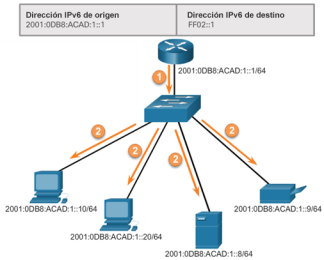 Dirección IPv6 de origen
2001:0DB8:ACAD:1::1
Dirección IPv6 de destino
FF02::1
1
2001:0DB8:ACAD:1::1/64
2
2
2
2
2001:0DB8:ACAD:1::10/64
2001:0DB8:ACAD:1::20/64
2001:0DB8:ACAD:1::8/64
2001:0DB8:ACAD:1::9/64